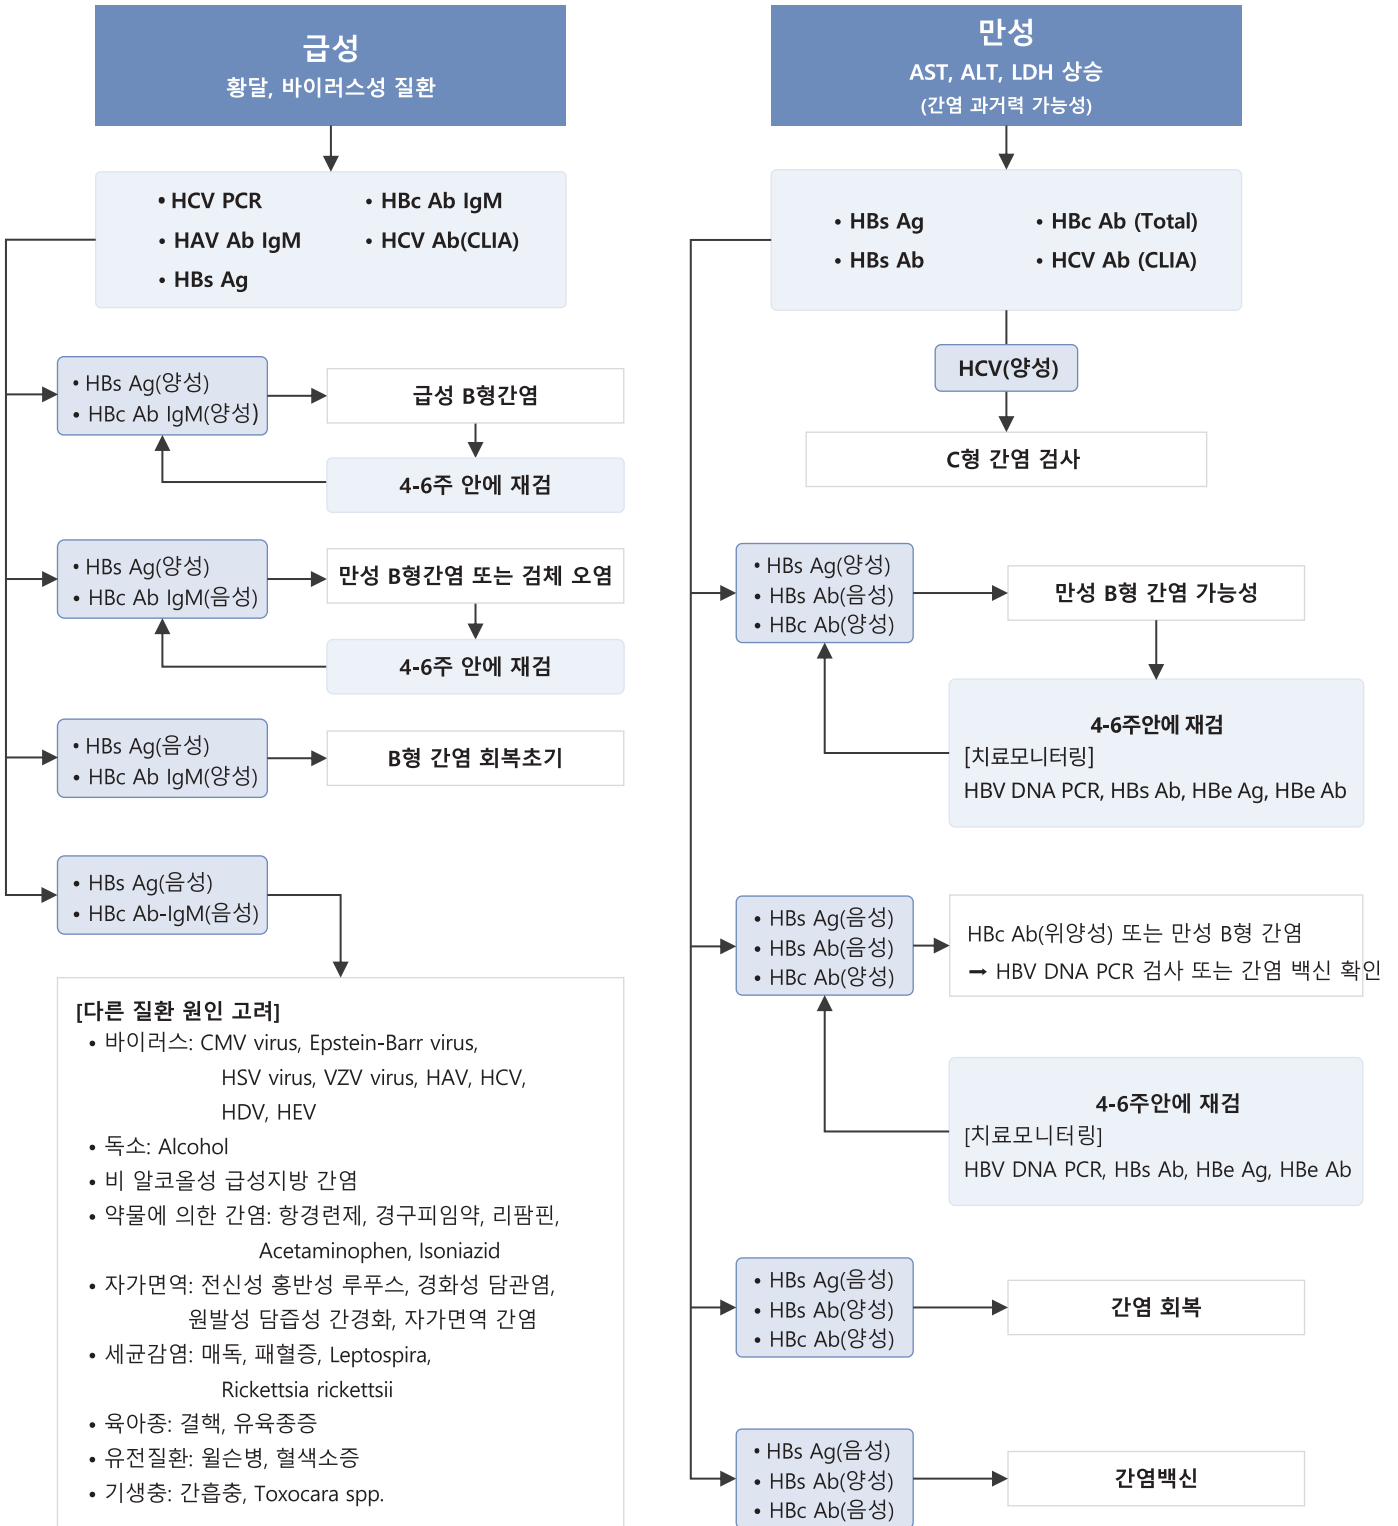 급성
황달, 바이러스성 질환
• HCV PCR
• HBc Ab IgM
• HAV Ab IgM
• HCV Ab(CLIA)
• HBs Ag
• HBs Ag(양성)
• HBc Ab IgM(양성)
급성 B형간염
4-6주 안에 재검
• HBs Ag(양성)
• HBc Ab IgM(음성)
만성 B형간염 또는 검체 오염
4-6주 안에 재검
• HBs Ag(음성)
• HBc Ab IgM(양성)
B형 간염 회복초기
• HBs Ag(음성)
• HBc Ab-IgM(음성)
[다른 질환 원인 고려]
• 바이러스: CMV virus, Epstein-Barr virus,
HSV virus, VZV virus, HAV, HCV,
HDV, HEV
• 독소: Alcohol
• 비 알코올성 급성지방 간염
• 약물에 의한 간염: 항경련제, 경구피임약, 리팜핀,
Acetaminophen, Isoniazid
• 자가면역: 전신성 홍반성 루푸스, 경화성 담관염,
원발성 담즙성 간경화, 자가면역 간염
• 세균감염: 매독, 패혈증, Leptospira,
Rickettsia rickettsii
• 육아종: 결핵, 유육종증
• 유전질환: 윌슨병, 혈색소증
• 기생충: 간흡충, Toxocara spp.
만성
AST, ALT, LDH 상승
(간염 과거력 가능성)
• HBs Ag
• HBc Ab (Total)
• HBs Ab
• HCV Ab (CLIA)
HCV(양성)
C형 간염 검사
• HBs Ag(양성)
• HBs Ab(음성)
• HBc Ab(양성)
만성 B형 간염 가능성
4-6주안에 재검
[치료모니터링]
HBV DNA PCR, HBs Ab, HBe Ag, HBe Ab
• HBs Ag(음성)
• HBs Ab(음성)
• HBc Ab(양성)
HBc Ab(위양성) 또는 만성 B형 간염
➞ HBV DNA PCR 검사 또는 간염 백신 확인
4-6주안에 재검
[치료모니터링]
HBV DNA PCR, HBs Ab, HBe Ag, HBe Ab
• HBs Ag(음성)
• HBs Ab(양성)
• HBc Ab(양성)
간염 회복
• HBs Ag(음성)
• HBs Ab(양성)
• HBc Ab(음성)
간염백신